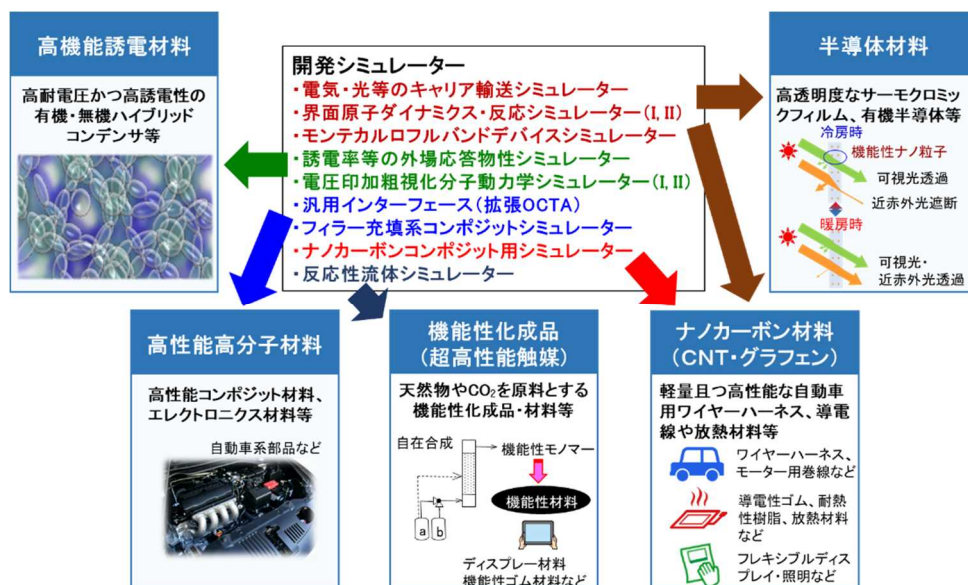 高機能誘電材料
高耐電圧かつ高誘電性の
有機・無機ハイブリッド
コンデンサ等
開発シミュレーター
・電気・光等のキャリア輸送シミュレーター
・界面原子ダイナミクス・反応シミュレーター(I, II)
・モンテカルロフルバンドデバイスシミュレーター
・誘電率等の外場応答物性シミュレーター
・電圧印加粗視化分子動力学シミュレーター(I, II)
・汎用インターフェース(拡張OCTA)
・フィラー充填系コンポジットシミュレーター
・ナノカーボンコンポジット用シミュレーター
・反応性流体シミュレーター
半導体材料
高透明度なサーモクロミッ
クフィルム、有機半導体等
冷房時
機能性ナノ粒子
可視光透過
近赤外光遮断
暖房時
可視光・
近赤外光透過
高性能高分子材料
高性能コンポジット材料、
エレクトロニクス材料等
自動車系部品など
機能性化成品
(超高性能触媒)
天然物やCO₂を原料とする
機能性化成品・材料等
自在合成
機能性モノマー
機能性材料
a
b
ディスプレー材料
機能性ゴム材料など
ナノカーボン材料
(CNT・グラフェン)
軽量且つ高性能な自動車
用ワイヤーハーネス、導電
線や放熱材料等
ワイヤーハーネス、
モーター用巻線など
導電性ゴム、耐熱
性樹脂、放熱材料
など
フレキシブルディス
プレイ・照明など